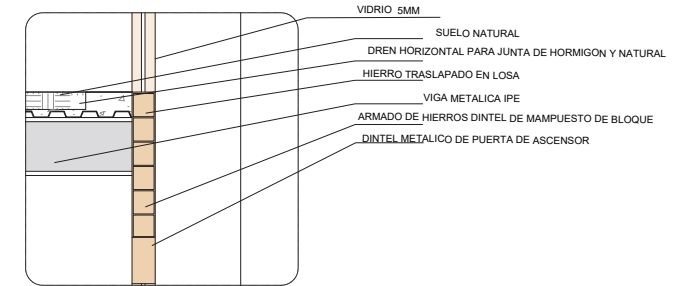 VIDRIO 5MM
SUELO NATURAL
DREN HORIZONTAL PARA JUNTA DE HORMIGON Y NATURAL
HIERRO TRASLAPADO EN LOSA
VIGA METALICA IPE
ARMADO DE HIERROS DINTEL DE MAMPUESTO DE BLOQUE
DINTEL METALICO DE PUERTA DE ASCENSOR